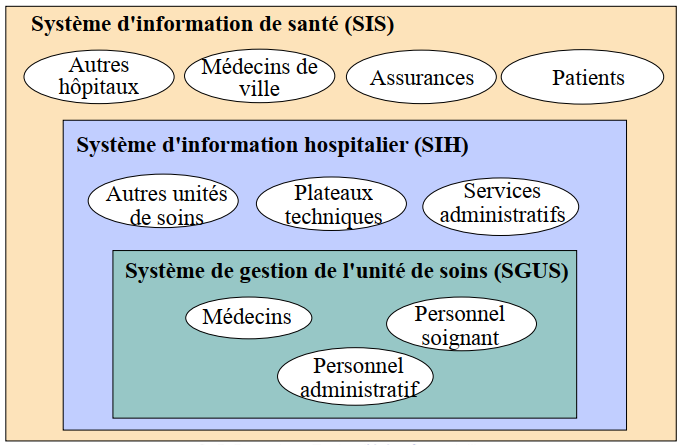 Système d'information de santé (SIS)
Autres
hôpitaux
Médecins de
ville
Assurances
Patients
Système d'information hospitalier (SIH)
Autres unités
de soins
Plateaux
techniques
Services
administratifs
Système de gestion de l'unité de soins (SGUS)
Médecins
Personnel
soignant
Personnel
administratif